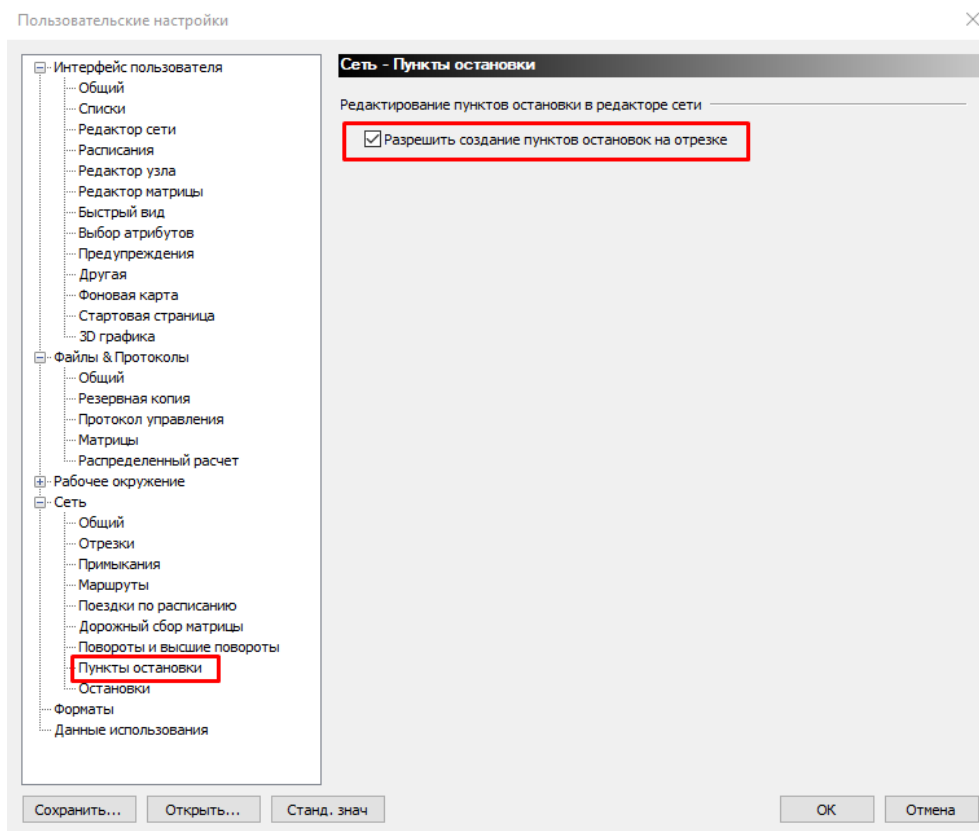 Пользовательские настройки
Интерфейс пользователя
Общий
Списки
Редактор сети
Расписания
Редактор узла
Редактор матрицы
Быстрый вид
Выбор атрибутов
Предупреждения
Другая
Фоновая карта
Стартовая страница
3D графика
Файлы & Протоколы
Общий
Резервная копия
Протокол управления
Матрицы
Распределенный расчет
Рабочее окружение
Сеть
Общий
Отрезки
Примыкания
Маршруты
Поездки по расписанию
Дорожный сбор матрицы
Повороты и высшие повороты
Пункты остановки
Остановки
Форматы
Данные использования
Сеть - Пункты остановки
Редактирование пунктов остановки в редакторе сети
Разрешить создание пунктов остановок на отрезке
Сохранить...
Открыть...
Станд. знач
OK
Отмена